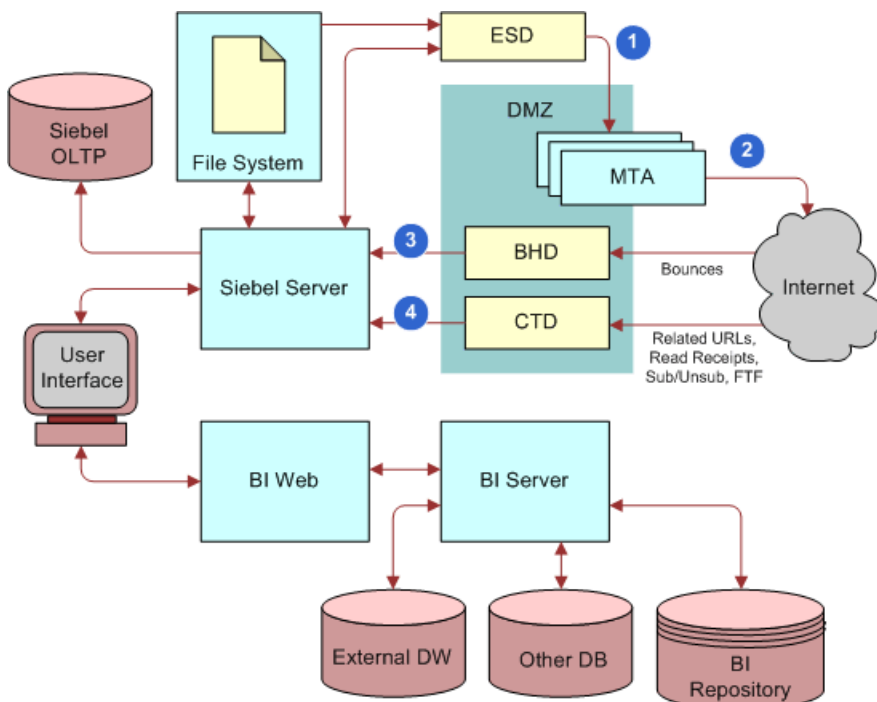 ESD
1
DMZ
Siebel
OLTP
File System
MTA
2
Siebel Server
3
BHD
Bounces
Internet
4
CTD
Related URLs,
Read Receipts,
Sub/Unsub, FTF
User
Interface
BI Web
BI Server
External DW
Other DB
BI
Repository